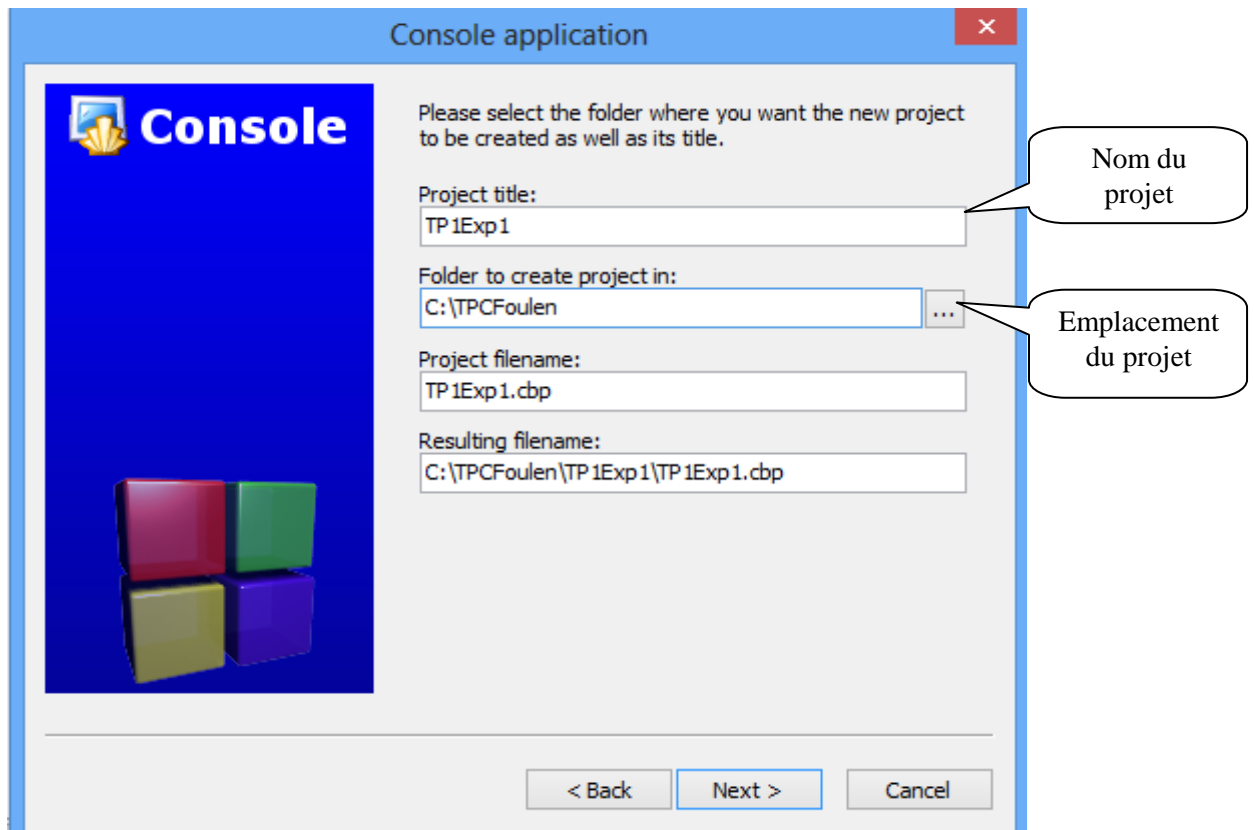 Console application
Console
Please select the folder where you want the new project
to be created as well as its title.
Project title:
TP1Exp1
Nom du
projet
Folder to create project in:
C:\TPCFoulen
...
Emplacement
du projet
Project filename:
TP1Exp1.cbp
Resulting filename:
C:\TPCFoulen\TP1Exp1\TP1Exp1.cbp
< Back
Next >
Cancel